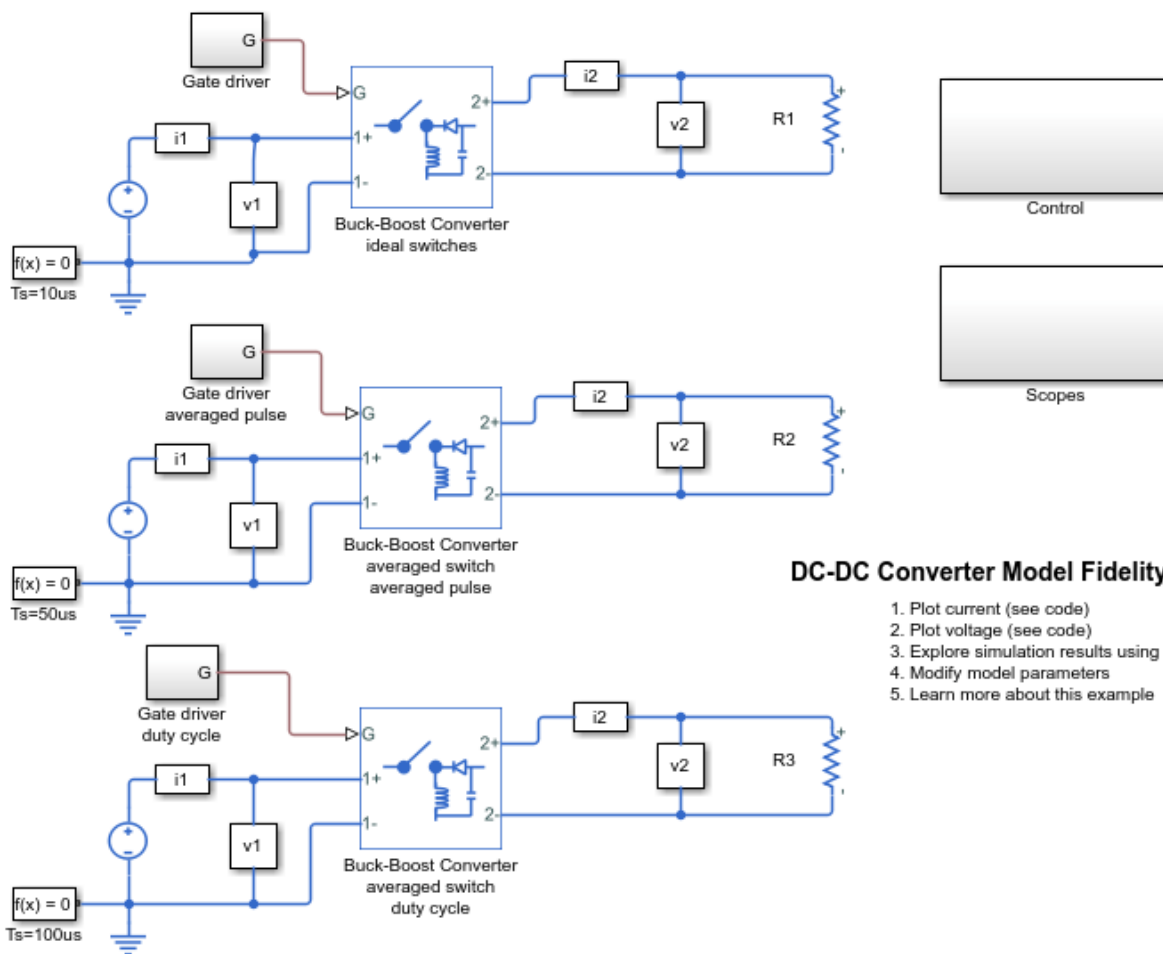 G
Gate driver
i1
v1
f(x) = 0
Ts=10us
G
1+
1-
2+
2-
Buck-Boost Converter
ideal switches
i2
v2
R1
+
-
Control
G
Gate driver
averaged pulse
i1
v1
f(x) = 0
Ts=50us
G
1+
1-
2+
2-
Buck-Boost Converter
averaged switch
averaged pulse
i2
v2
R2
+
-
Scopes
DC-DC Converter Model Fidelity
1. Plot current (see code)
2. Plot voltage (see code)
3. Explore simulation results using
4. Modify model parameters
5. Learn more about this example
G
Gate driver
duty cycle
i1
v1
f(x) = 0
Ts=100us
G
1+
1-
2+
2-
Buck-Boost Converter
averaged switch
duty cycle
i2
v2
R3
+
-